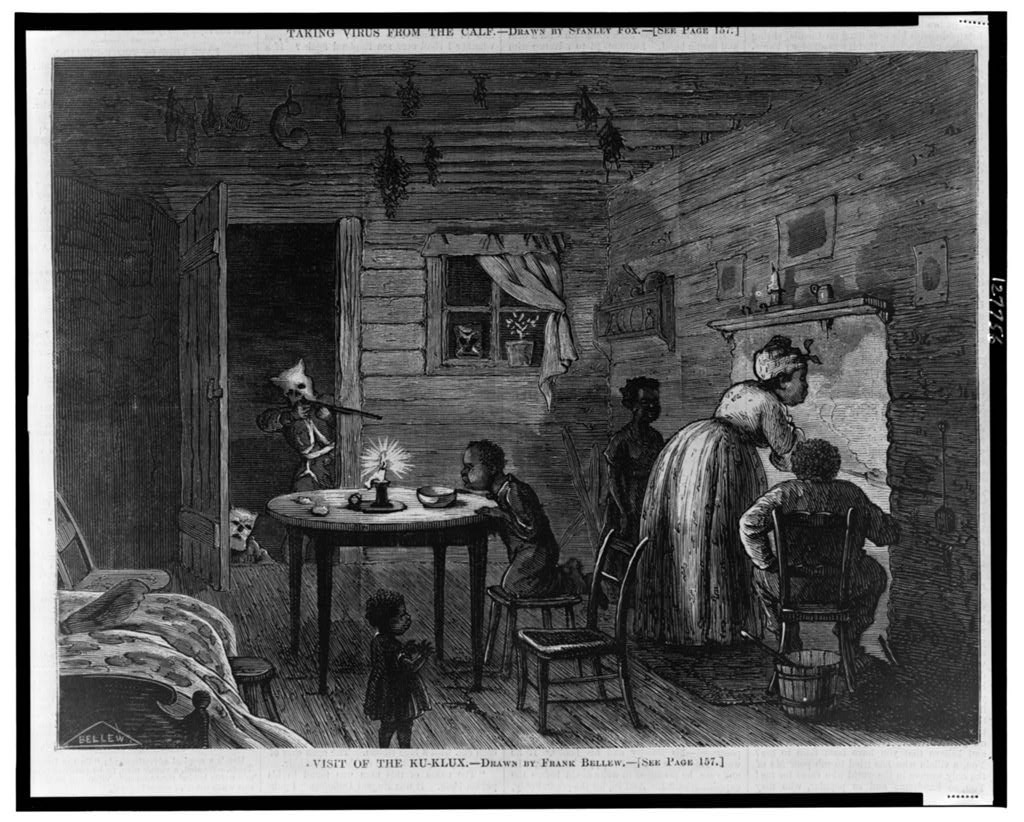 TAKING VIRUS FROM THE CALF.—DRAWN BY STANLEY FOX.—[SEE PAGE 157.]
BELLEW
VISIT OF THE KU-KLUX.—DRAWN BY FRANK BELLEW.—[SEE PAGE 157.]
127756